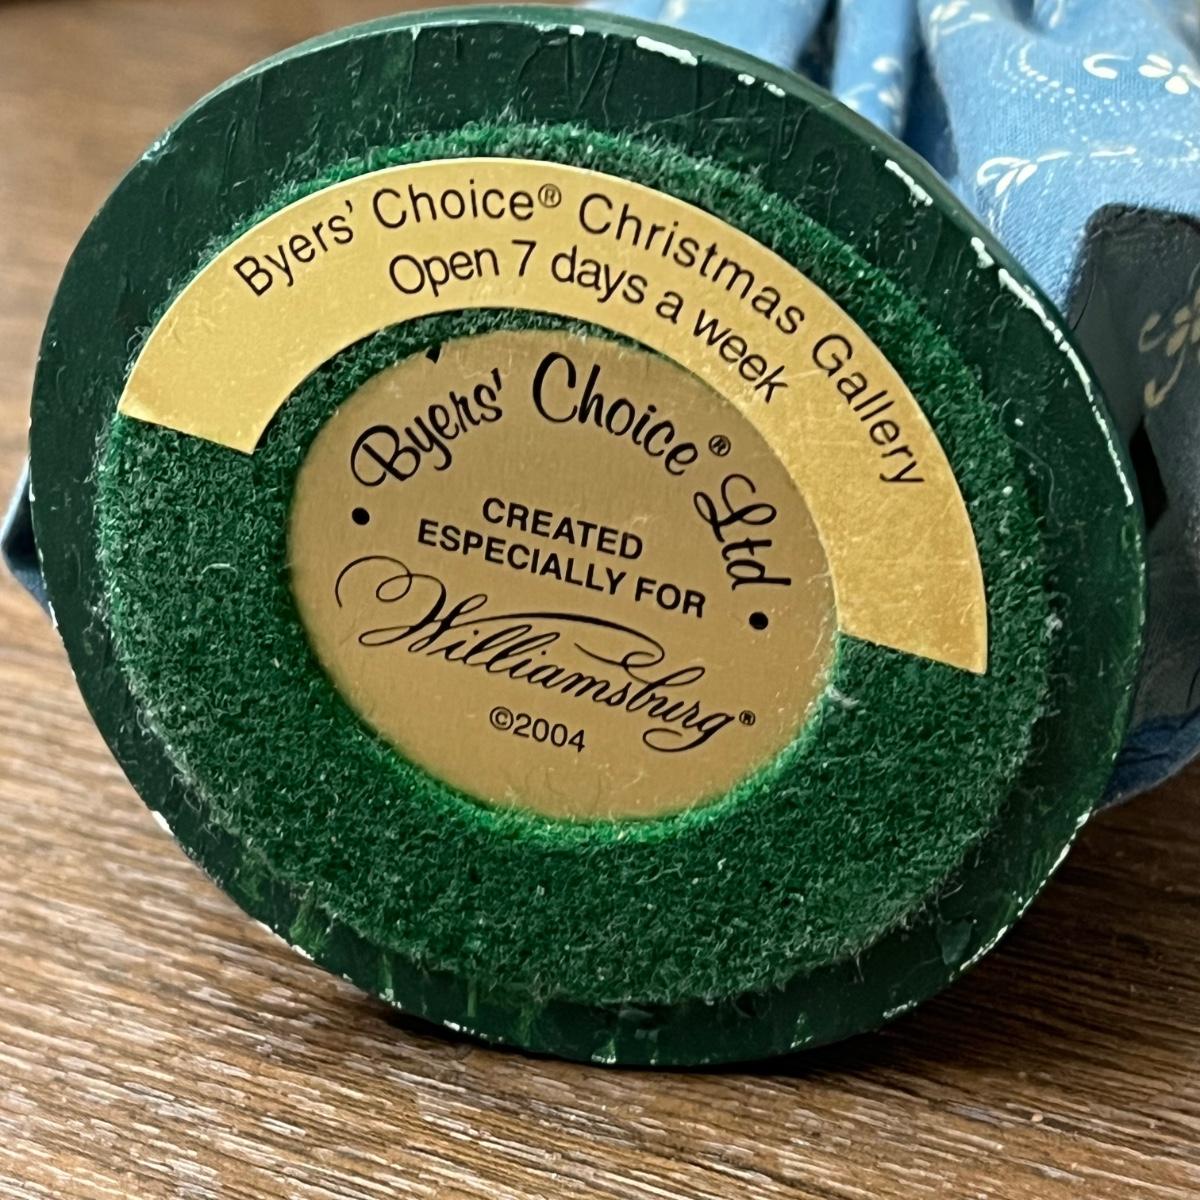 Byers' Choice® Christmas Gallery
Open 7 days a week
Byers' Choice® Ltd
CREATED
ESPECIALLY FOR
Williamsburg®
©2004